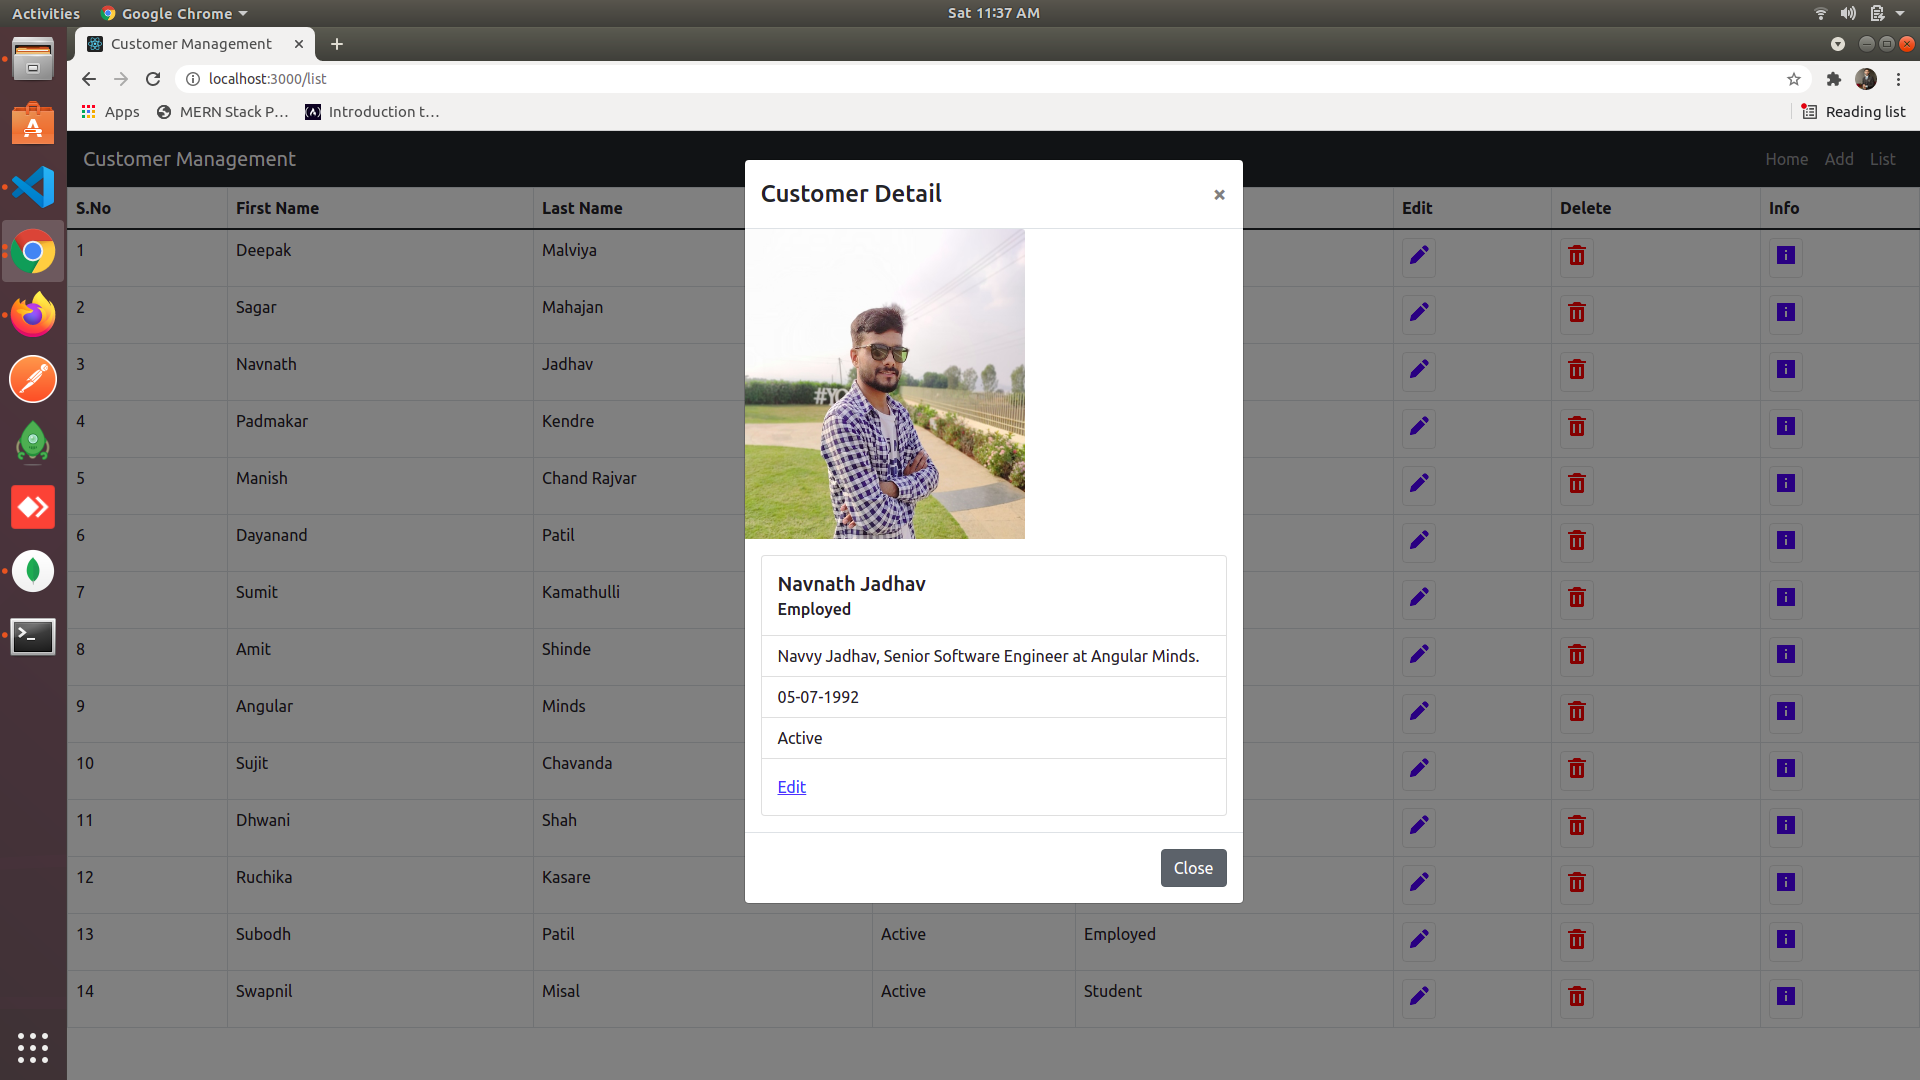 Activities Google Chrome Sat 11:37 AM
Customer Management
localhost:3000/list
Apps MERN Stack P… Introduction t… Reading list
Customer Management Home Add List
Customer Detail ×
S.No First Name Last Name Edit Delete Info
1 Deepak Malviya
2 Sagar Mahajan
3 Navnath Jadhav
4 Padmakar Kendre
5 Manish Chand Rajvar
6 Dayanand Patil
7 Sumit Kamathulli
8 Amit Shinde
9 Angular Minds
10 Sujit Chavanda
11 Dhwani Shah
12 Ruchika Kasare
13 Subodh Patil Active Employed
14 Swapnil Misal Active Student
Navnath Jadhav
Employed
Navvy Jadhav, Senior Software Engineer at Angular Minds.
05-07-1992
Active
Edit
Close